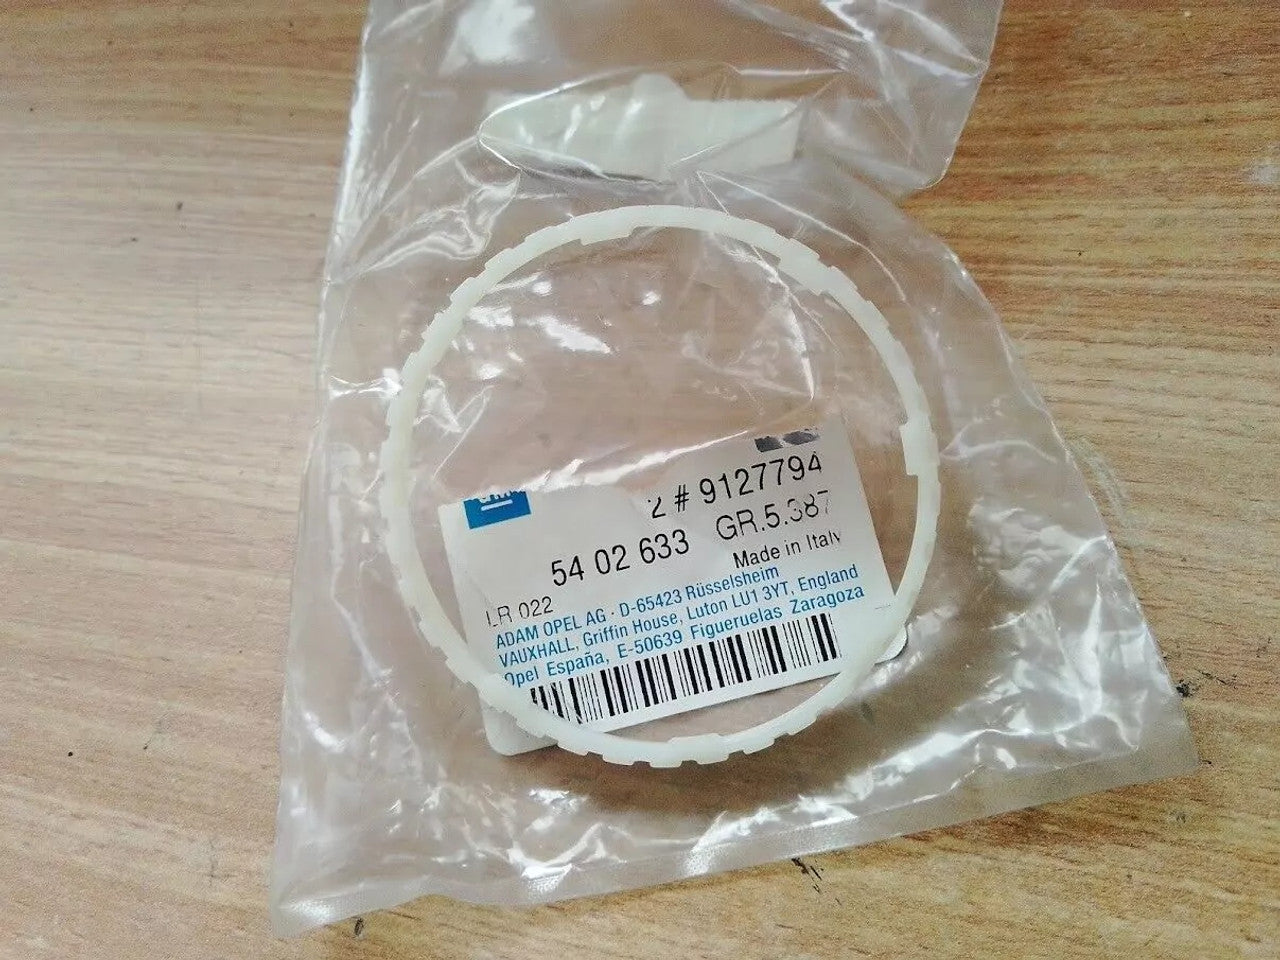 GM
2 # 9127794
54 02 633 GR.5.387
Made in Italy
LR 022
ADAM OPEL AG · D-65423 Rüsselsheim
VAUXHALL, Griffin House, Luton LU1 3YT, England
Opel España, E-50639 Figueruelas Zaragoza